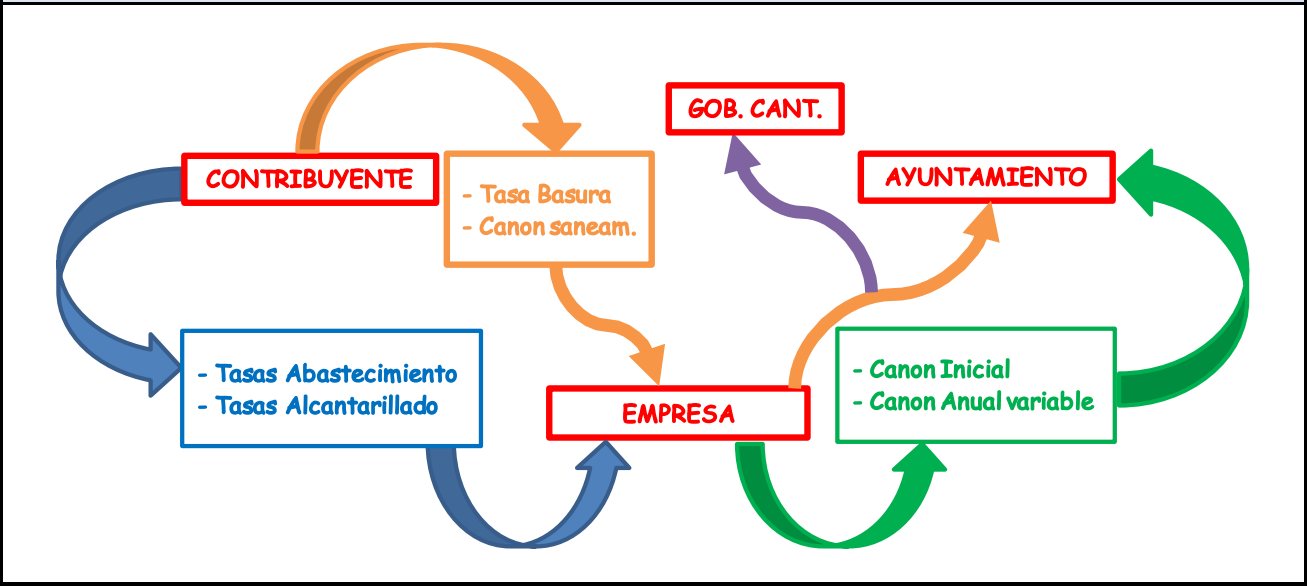 GOB. CANT.
CONTRIBUYENTE
AYUNTAMIENTO
- Tasa Basura
- Canon saneam.
- Tasas Abastecimiento
- Tasas Alcantarillado
EMPRESA
- Canon Inicial
- Canon Anual variable